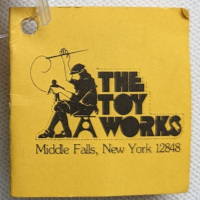 THE
TOY
WORKS
Middle Falls, New York 12848